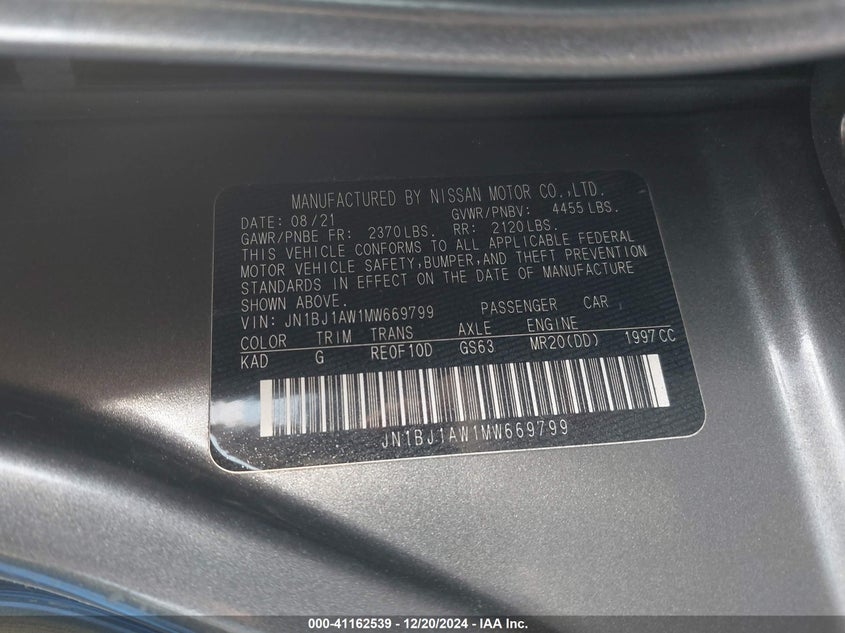 MANUFACTURED BY NISSAN MOTOR CO.,LTD.
DATE: 08/21 GVWR/PNBV: 4455 LBS.
GAWR/PNBE FR: 2370 LBS. RR: 2120 LBS.
THIS VEHICLE CONFORMS TO ALL APPLICABLE FEDERAL
MOTOR VEHICLE SAFETY,BUMPER,AND THEFT PREVENTION
STANDARDS IN EFFECT ON THE DATE OF MANUFACTURE
SHOWN ABOVE.
VIN: JN1BJ1AW1MW669799 PASSENGER CAR
COLOR TRIM TRANS AXLE ENGINE
KAD G RE0F10D GS63 MR20(DD) 1997CC
JN1BJ1AW1MW669799
000-41162539 - 12/20/2024 - IAA Inc.